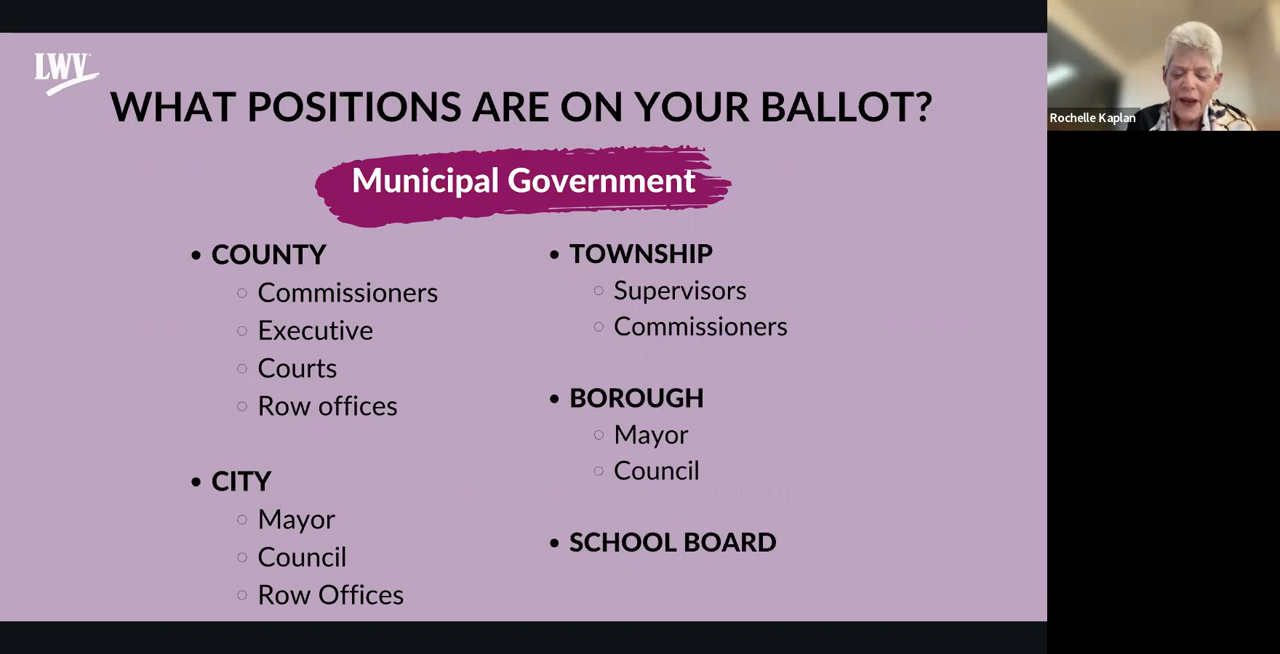 LWV
WHAT POSITIONS ARE ON YOUR BALLOT?
Municipal Government
• COUNTY
○ Commissioners
○ Executive
○ Courts
○ Row offices
• CITY
○ Mayor
○ Council
○ Row Offices
• TOWNSHIP
○ Supervisors
○ Commissioners
• BOROUGH
○ Mayor
○ Council
• SCHOOL BOARD
Rochelle Kaplan